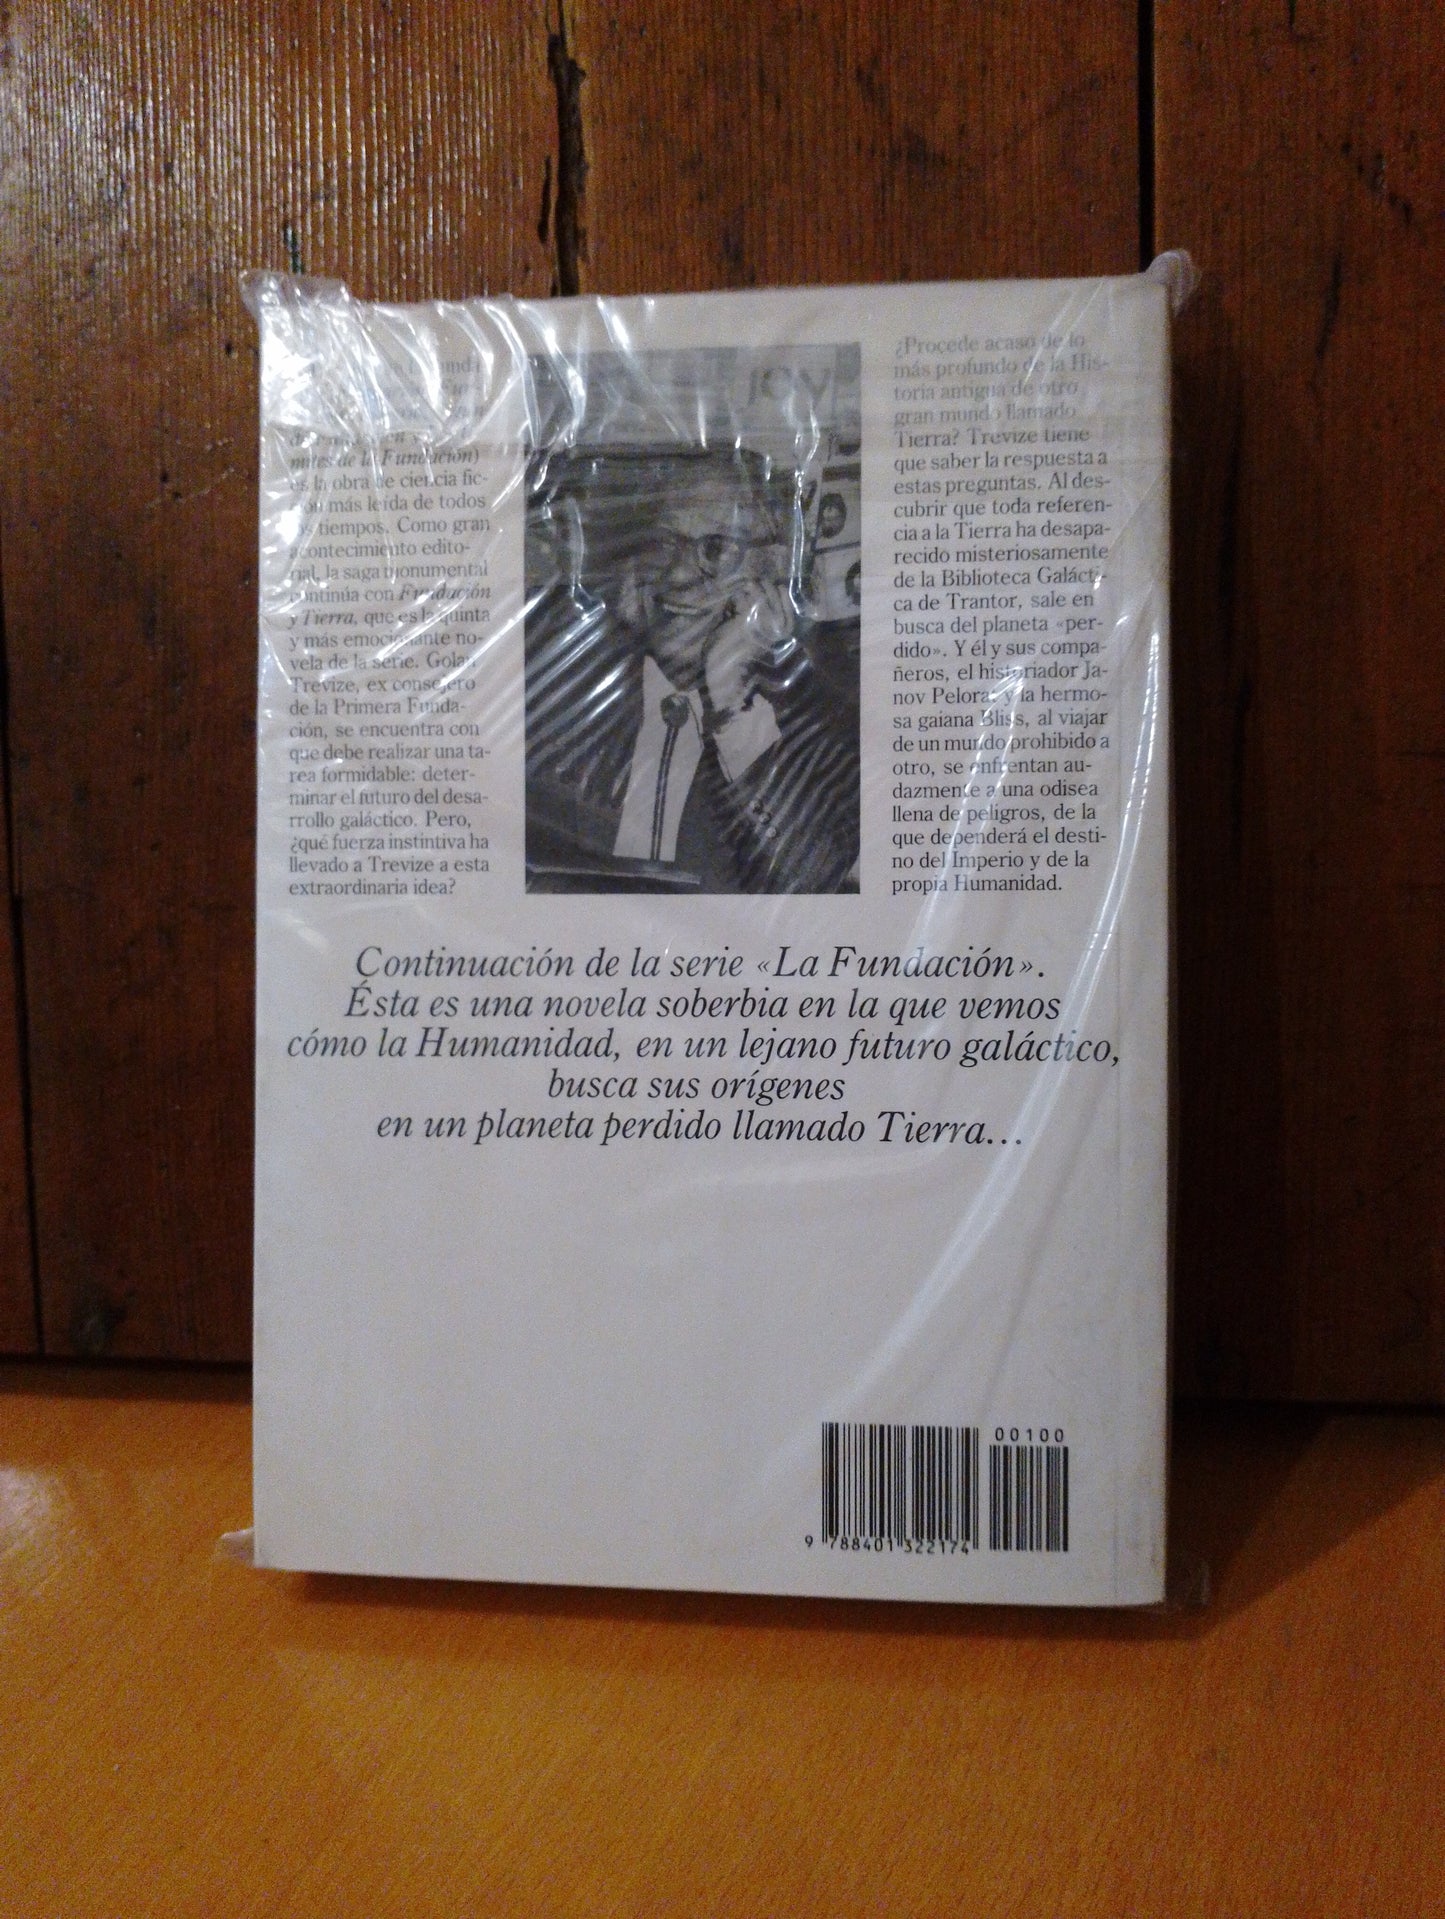 antes de la Fundación)
es la obra de ciencia fic-
ción más leída de todos
los tiempos. Como gran
acontecimiento edito-
rial, la saga monumental
continúa con Fundación
y Tierra, que es la quinta
y más emocionante no-
vela de la serie. Golan
Trevize, ex consejero
de la Primera Funda-
ción, se encuentra con
que debe realizar una ta-
rea formidable: deter-
minar el futuro del desa-
rrollo galáctico. Pero,
¿qué fuerza instintiva ha
llevado a Trevize a esta
extraordinaria idea?
¿Procede acaso de lo
más profundo de la His-
toria antigua de otro
gran mundo llamado
Tierra? Trevize tiene
que saber la respuesta a
estas preguntas. Al des-
cubrir que toda referen-
cia a la Tierra ha desapa-
recido misteriosamente
de la Biblioteca Galácti-
ca de Trantor, sale en
busca del planeta «per-
dido». Y él y sus compa-
ñeros, el historiador Ja-
nov Pelorat y la hermo-
sa gaiana Bliss, al viajar
de un mundo prohibido a
otro, se enfrentan au-
dazmente a una odisea
llena de peligros, de la
que dependerá el desti-
no del Imperio y de la
propia Humanidad.
Continuación de la serie «La Fundación».
Ésta es una novela soberbia en la que vemos
cómo la Humanidad, en un lejano futuro galáctico,
busca sus orígenes
en un planeta perdido llamado Tierra...
00100
9 788401 322174